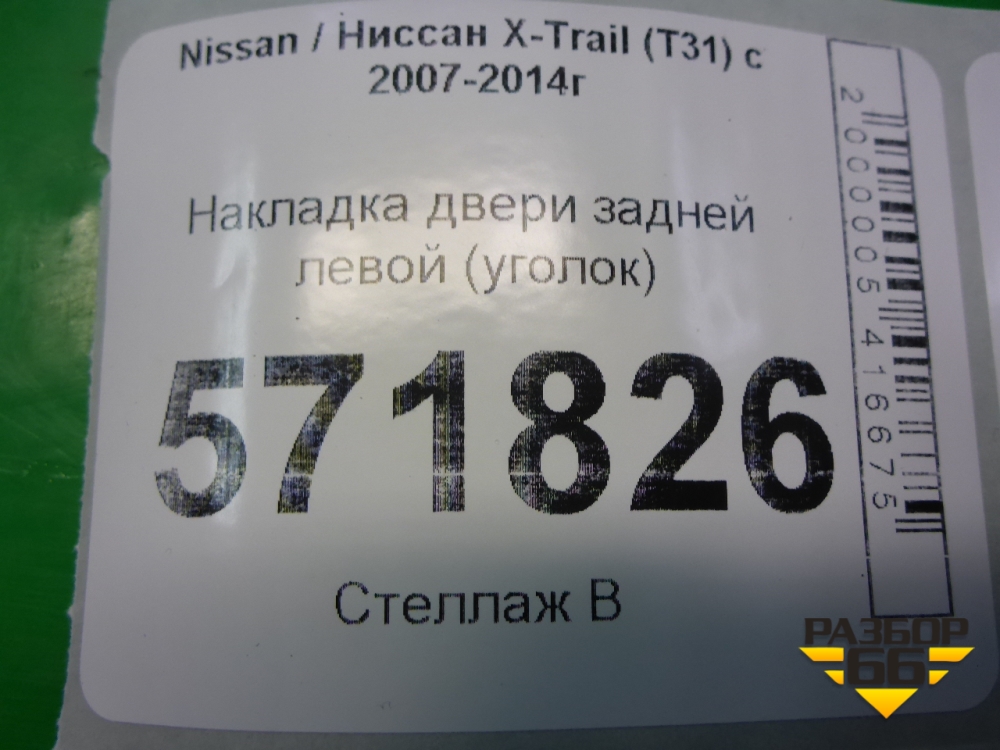 Nissan / Ниссан X-Trail (T31) с
2007-2014г
Накладка двери задней
левой (уголок)
571826
Стеллаж В
2000005416675
РАЗБОР
66